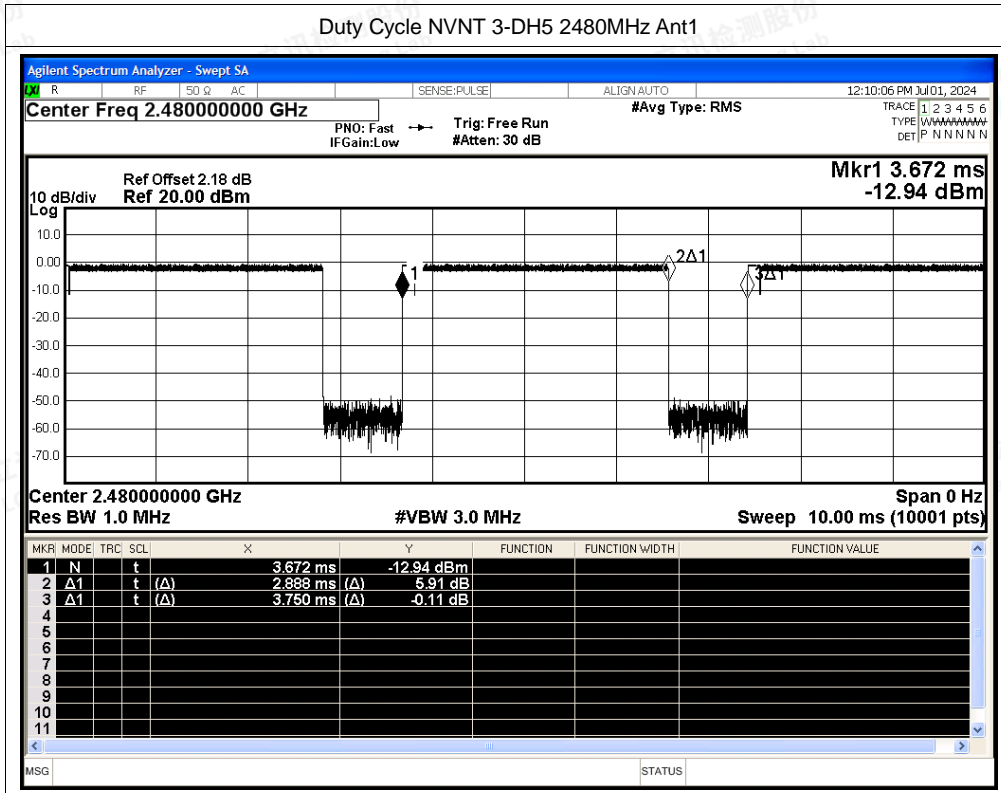 Duty Cycle NVNT 3-DH5 2480MHz Ant1
Agilent Spectrum Analyzer - Swept SA
LXI R RF 50 Ω AC SENSE:PULSE ALIGN AUTO 12:10:06 PM Jul 01, 2024
Center Freq 2.480000000 GHz #Avg Type: RMS TRACE 1 2 3 4 5 6
PNO: Fast Trig: Free Run TYPE WWWWWW
IFGain:Low #Atten: 30 dB DET P N N N N N
Mkr1 3.672 ms
-12.94 dBm
Ref Offset 2.18 dB
10 dB/div Ref 20.00 dBm
Log
10.0
0.00
-10.0
-20.0
-30.0
-40.0
-50.0
-60.0
-70.0
1
2Δ1
3Δ1
Center 2.480000000 GHz Span 0 Hz
Res BW 1.0 MHz #VBW 3.0 MHz Sweep 10.00 ms (10001 pts)
MKR MODE TRC SCL X Y FUNCTION FUNCTION WIDTH FUNCTION VALUE
1 N t 3.672 ms -12.94 dBm
2 Δ1 t (Δ) 2.888 ms (Δ) 5.91 dB
3 Δ1 t (Δ) 3.750 ms (Δ) -0.11 dB
4
5
6
7
8
9
10
11
MSG STATUS